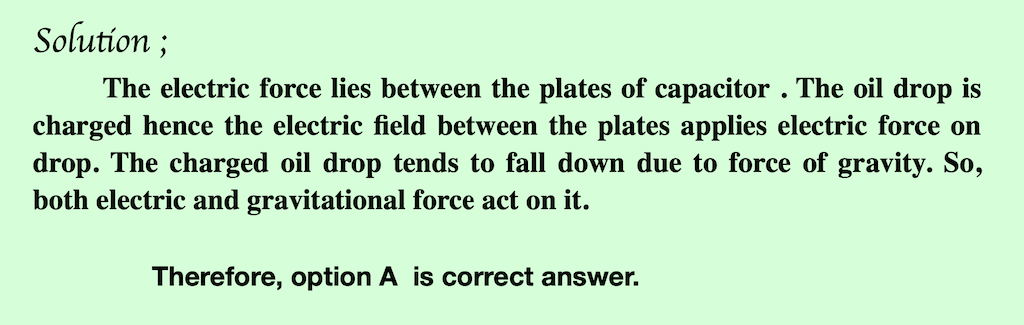 Solution ;
The electric force lies between the plates of capacitor . The oil drop is
charged hence the electric field between the plates applies electric force on
drop. The charged oil drop tends to fall down due to force of gravity. So,
both electric and gravitational force act on it.
Therefore, option A is correct answer.